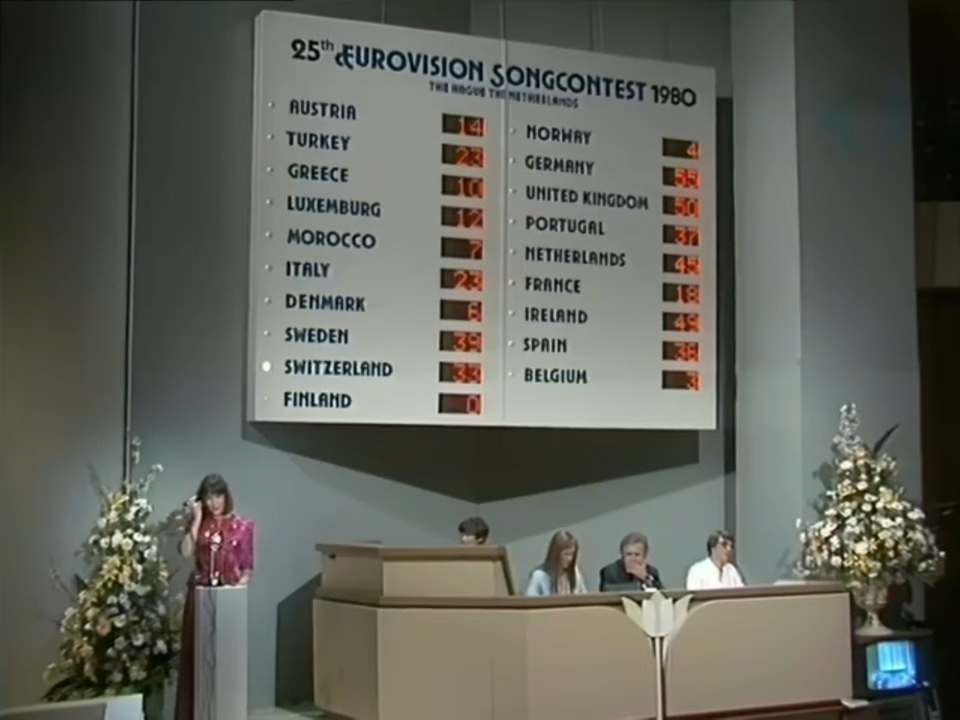 25th EUROVISION SONGCONTEST 1980
THE HAGUE THE NETHERLANDS
AUSTRIA 14
TURKEY 23
GREECE 10
LUXEMBURG 12
MOROCCO 7
ITALY 23
DENMARK 6
SWEDEN 39
SWITZERLAND 33
FINLAND 0
NORWAY 4
GERMANY 55
UNITED KINGDOM 50
PORTUGAL 37
NETHERLANDS 45
FRANCE 18
IRELAND 49
SPAIN 38
BELGIUM 3